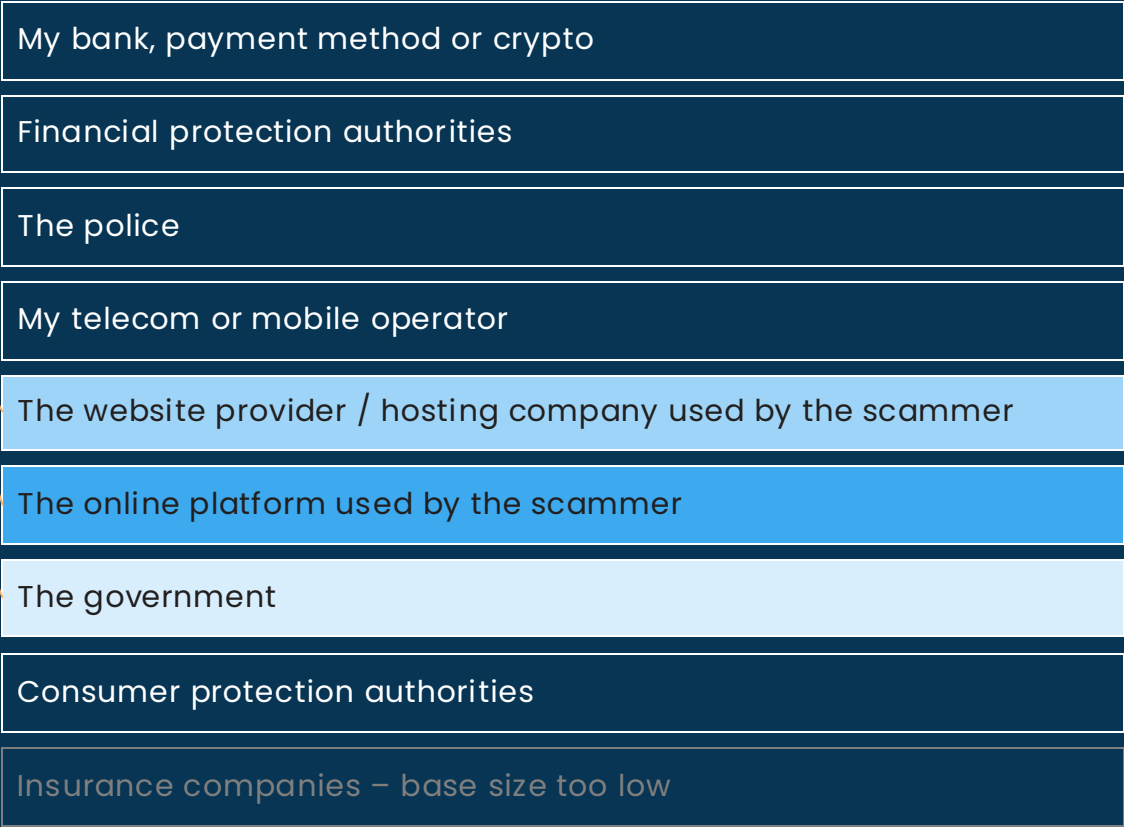 My bank, payment method or crypto
Financial protection authorities
The police
My telecom or mobile operator
The website provider / hosting company used by the scammer
The online platform used by the scammer
The government
Consumer protection authorities
Insurance companies – base size too low